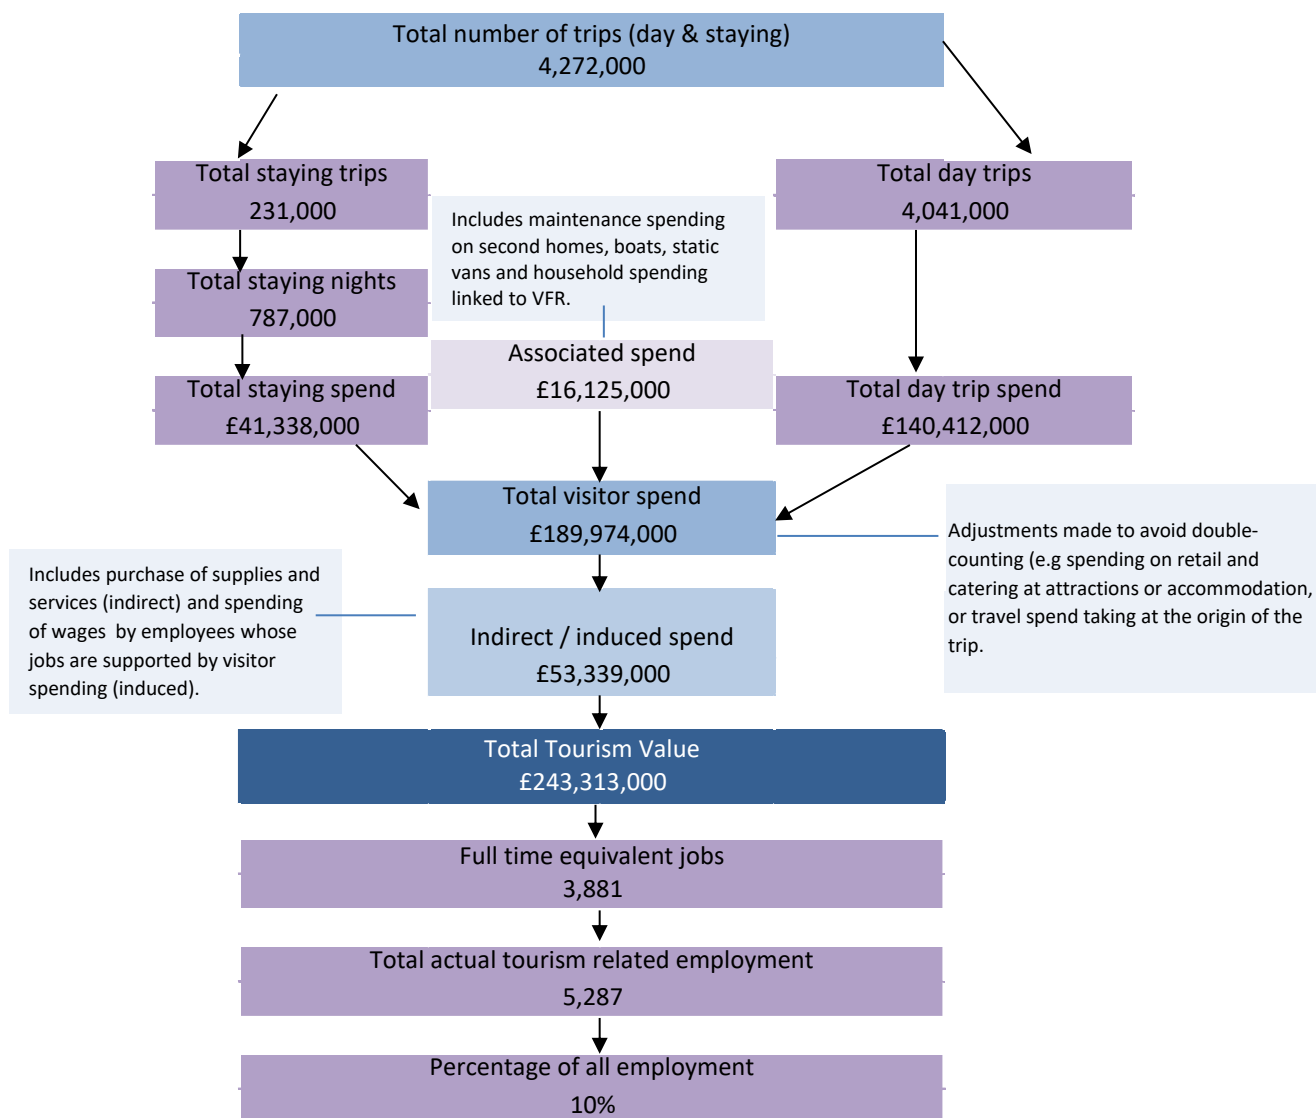 Total number of trips (day & staying)
4,272,000
Total staying trips
231,000
Total day trips
4,041,000
Includes maintenance spending
on second homes, boats, static
vans and household spending
linked to VFR.
Total staying nights
787,000
Total staying spend
£41,338,000
Associated spend
£16,125,000
Total day trip spend
£140,412,000
Total visitor spend
£189,974,000
Adjustments made to avoid double-
counting (e.g spending on retail and
catering at attractions or accommodation,
or travel spend taking at the origin of the
trip.
Includes purchase of supplies and
services (indirect) and spending
of wages  by employees whose
jobs are supported by visitor
spending (induced).
Indirect / induced spend
£53,339,000
Total Tourism Value
£243,313,000
Full time equivalent jobs
3,881
Total actual tourism related employment
5,287
Percentage of all employment
10%